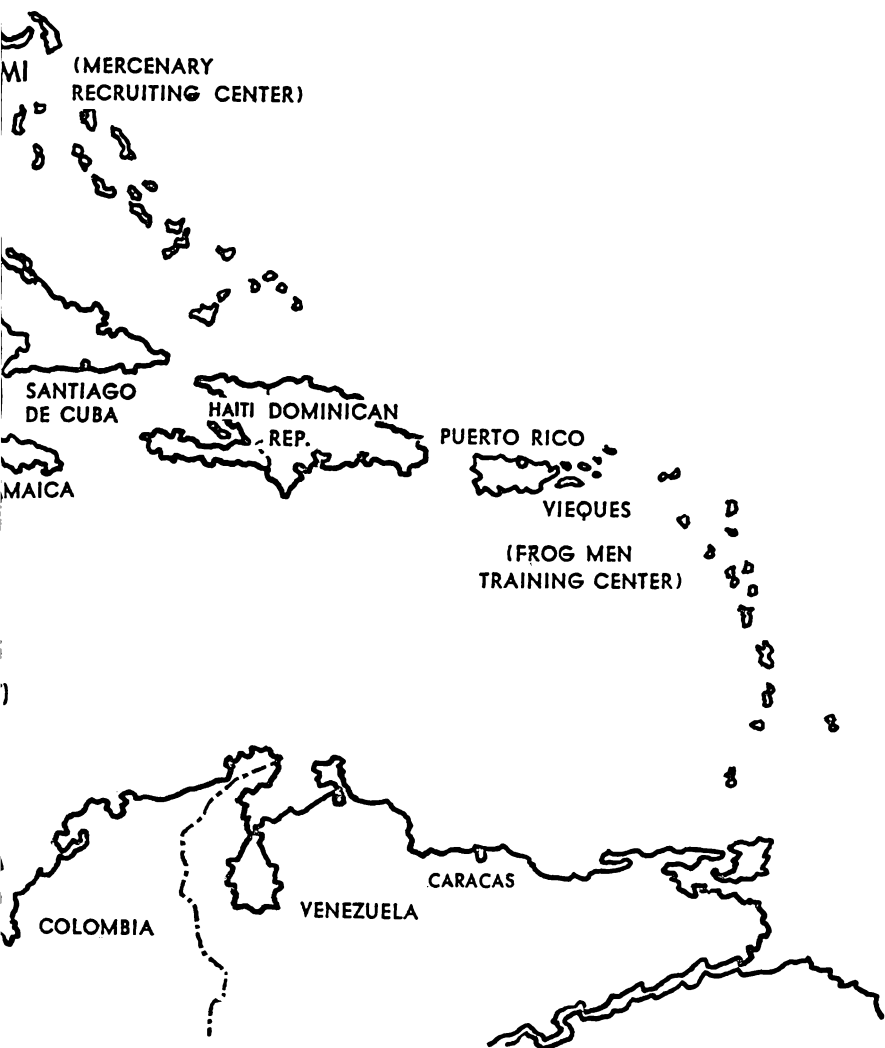 MI (MERCENARY
RECRUITING CENTER)
SANTIAGO
DE CUBA
HAITI DOMINICAN
REP.
PUERTO RICO
MAICA
VIEQUES
(FROG MEN
TRAINING CENTER)
)
CARACAS
VENEZUELA
COLOMBIA